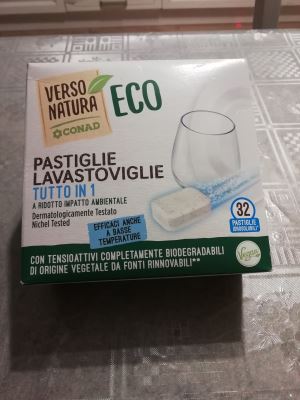 VERSO
NATURA
ECO
CONAD
PASTIGLIE
LAVASTOVIGLIE
TUTTO IN 1
A RIDOTTO IMPATTO AMBIENTALE
Dermatologicamente Testato
Nichel Tested
EFFICACI ANCHE
A BASSE
TEMPERATURE
32
PASTIGLIE
IDROSOLUBILI*
CON TENSIOATTIVI COMPLETAMENTE BIODEGRADABILI
DI ORIGINE VEGETALE DA FONTI RINNOVABILI**
Vegan